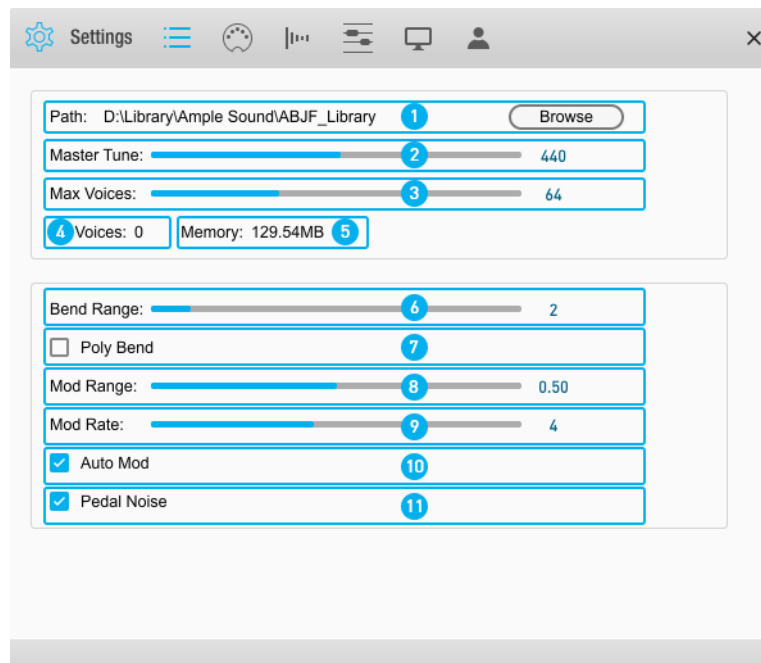 Settings
Path: D:\Library\Ample Sound\ABJF_Library 1 Browse
Master Tune: 2 440
Max Voices: 3 64
4 Voices: 0 Memory: 129.54MB 5
Bend Range: 6 2
Poly Bend 7
Mod Range: 8 0.50
Mod Rate: 9 4
Auto Mod 10
Pedal Noise 11